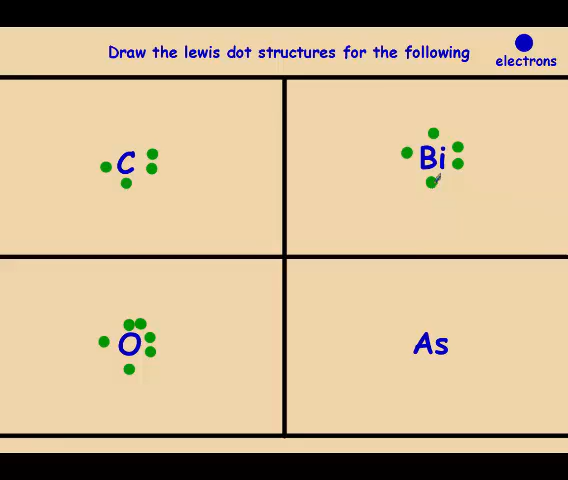 Draw the lewis dot structures for the following
electrons
C
Bi
O
As